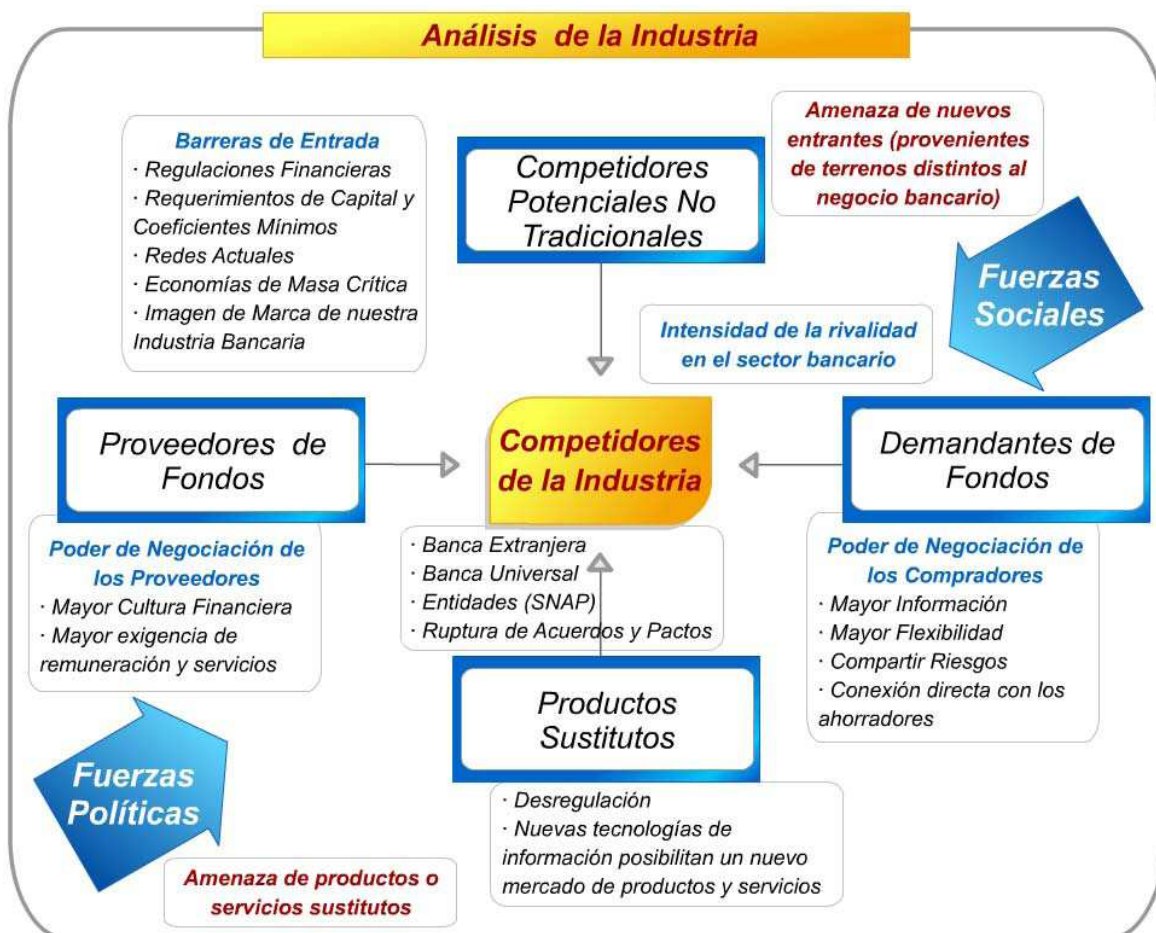 Análisis de la Industria
Barreras de Entrada
· Regulaciones Financieras
· Requerimientos de Capital y
Coeficientes Mínimos
· Redes Actuales
· Economías de Masa Crítica
· Imagen de Marca de nuestra
Industria Bancaria
Competidores
Potenciales No
Tradicionales
Amenaza de nuevos
entrantes (provenientes
de terrenos distintos al
negocio bancario)
Fuerzas
Sociales
Intensidad de la rivalidad
en el sector bancario
Proveedores de
Fondos
Poder de Negociación de
los Proveedores
· Mayor Cultura Financiera
· Mayor exigencia de
remuneración y servicios
Competidores
de la Industria
· Banca Extranjera
· Banca Universal
· Entidades (SNAP)
· Ruptura de Acuerdos y Pactos
Demandantes de
Fondos
Poder de Negociación de
los Compradores
· Mayor Información
· Mayor Flexibilidad
· Compartir Riesgos
· Conexión directa con los
ahorradores
Productos
Sustitutos
· Desregulación
· Nuevas tecnologías de
información posibilitan un nuevo
mercado de productos y servicios
Fuerzas
Políticas
Amenaza de productos o
servicios sustitutos